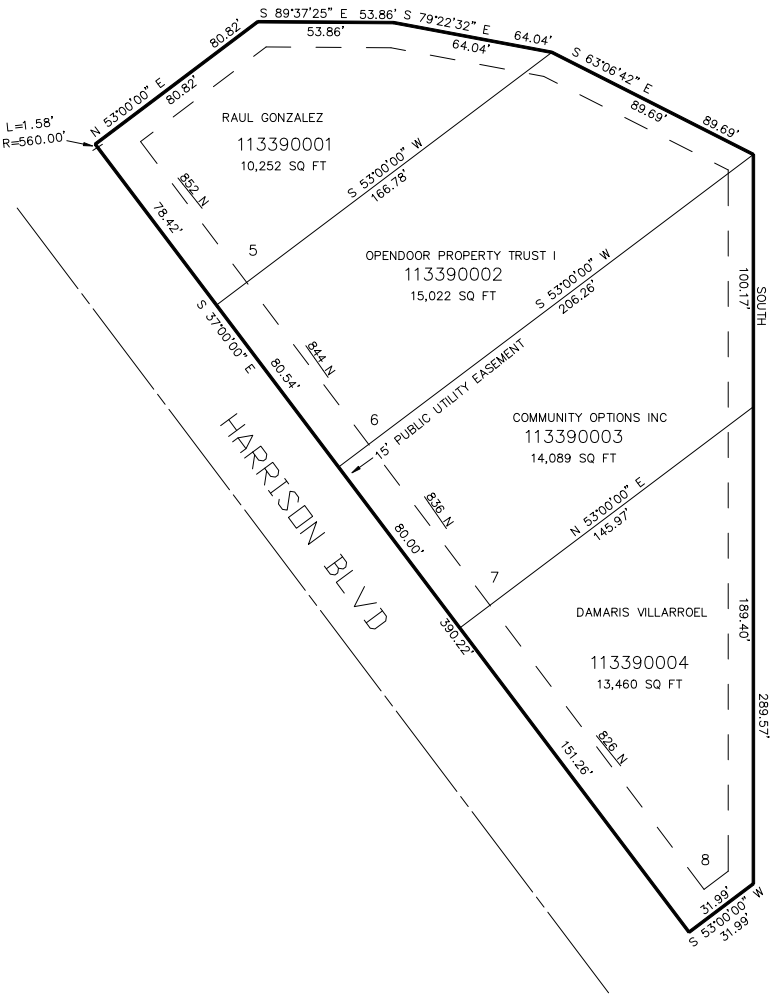 S 89°37'25" E 53.86'
53.86'
S 79°22'32" E 64.04'
64.04'
N 53°00'00" E 80.82'
80.82'
S 63°06'42" E 89.69'
89.69'
L=1.58'
R=560.00'
RAUL GONZALEZ
113390001
10,252 SQ FT
852 N
78.42'
5
S 53°00'00" W
166.78'
OPENDOOR PROPERTY TRUST I
113390002
15,022 SQ FT
S 53°00'00" W
206.26'
100.17'
SOUTH
S 37°00'00" E
844 N
80.54'
6
15' PUBLIC UTILITY EASEMENT
COMMUNITY OPTIONS INC
113390003
14,089 SQ FT
HARRISON BLVD
836 N
80.00'
N 53°00'00" E
145.97'
7
390.22'
DAMARIS VILLARROEL
113390004
13,460 SQ FT
189.40'
289.57'
826 N
151.26'
8
31.99'
S 53°00'00" W
31.99'